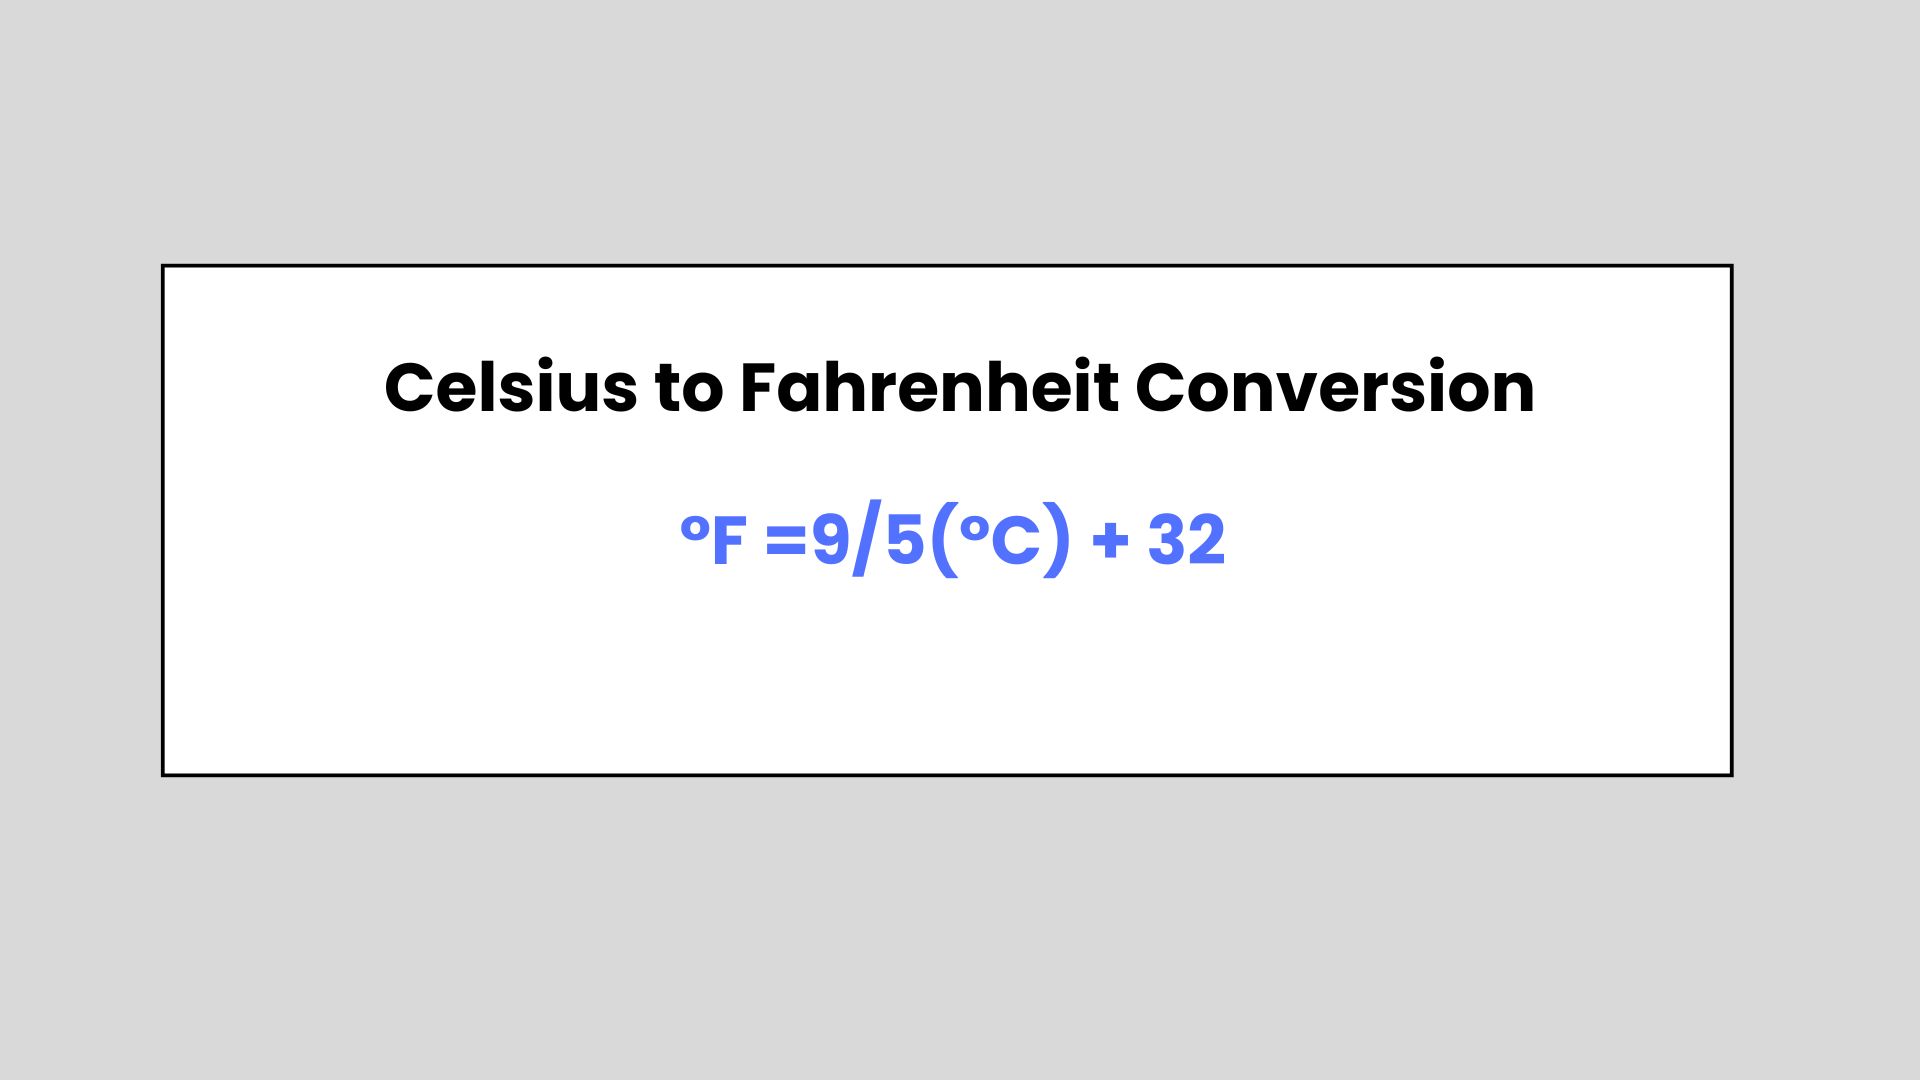 Celsius to Fahrenheit Conversion
°F =9/5(°C) + 32